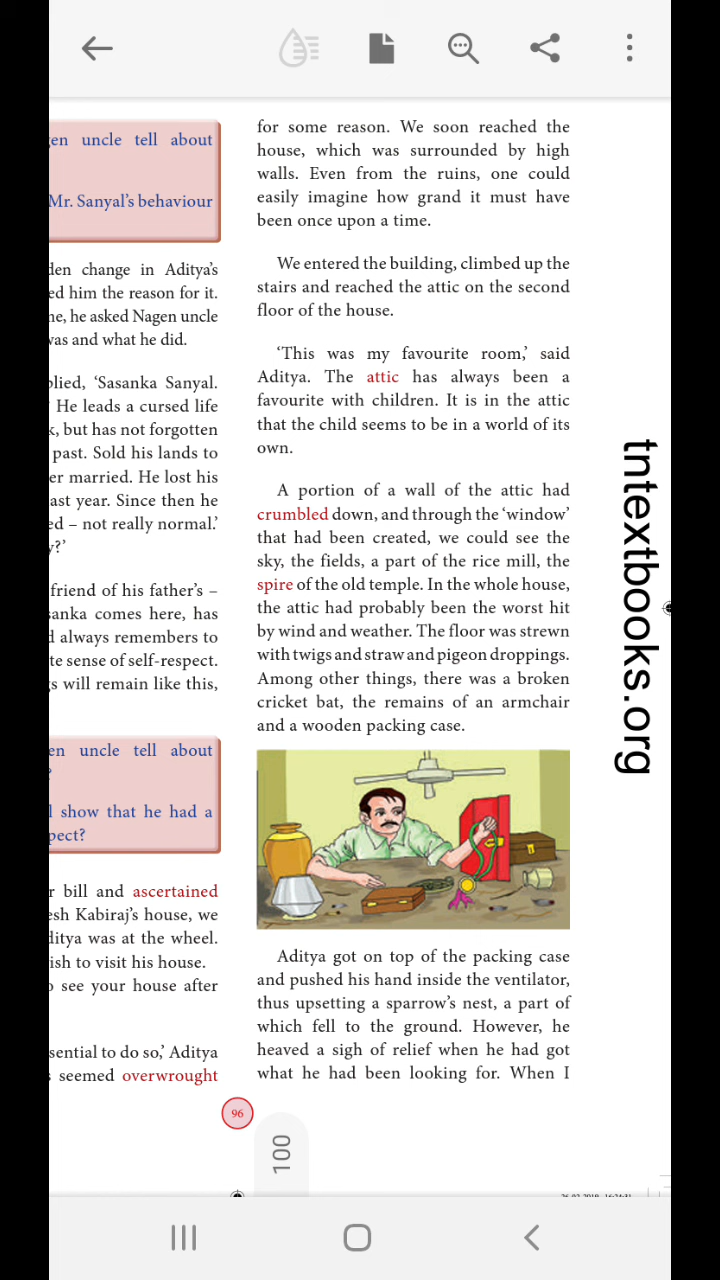 en uncle tell about
Mr. Sanyal's behaviour
den change in Aditya's
ed him the reason for it.
ne, he asked Nagen uncle
was and what he did.
plied, 'Sasanka Sanyal.
' He leads a cursed life
k, but has not forgotten
past. Sold his lands to
er married. He lost his
ast year. Since then he
ed – not really normal.'
y?'
friend of his father's –
sanka comes here, has
d always remembers to
te sense of self-respect.
s will remain like this,
en uncle tell about
?
l show that he had a
pect?
r bill and ascertained
esh Kabiraj's house, we
ditya was at the wheel.
ish to visit his house.
o see your house after
sential to do so,' Aditya
s seemed overwrought
for some reason. We soon reached the
house, which was surrounded by high
walls. Even from the ruins, one could
easily imagine how grand it must have
been once upon a time.
We entered the building, climbed up the
stairs and reached the attic on the second
floor of the house.
'This was my favourite room,' said
Aditya. The attic has always been a
favourite with children. It is in the attic
that the child seems to be in a world of its
own.
A portion of a wall of the attic had
crumbled down, and through the 'window'
that had been created, we could see the
sky, the fields, a part of the rice mill, the
spire of the old temple. In the whole house,
the attic had probably been the worst hit
by wind and weather. The floor was strewn
with twigs and straw and pigeon droppings.
Among other things, there was a broken
cricket bat, the remains of an armchair
and a wooden packing case.
Aditya got on top of the packing case
and pushed his hand inside the ventilator,
thus upsetting a sparrow's nest, a part of
which fell to the ground. However, he
heaved a sigh of relief when he had got
what he had been looking for. When I
96
100
tntextbooks.org